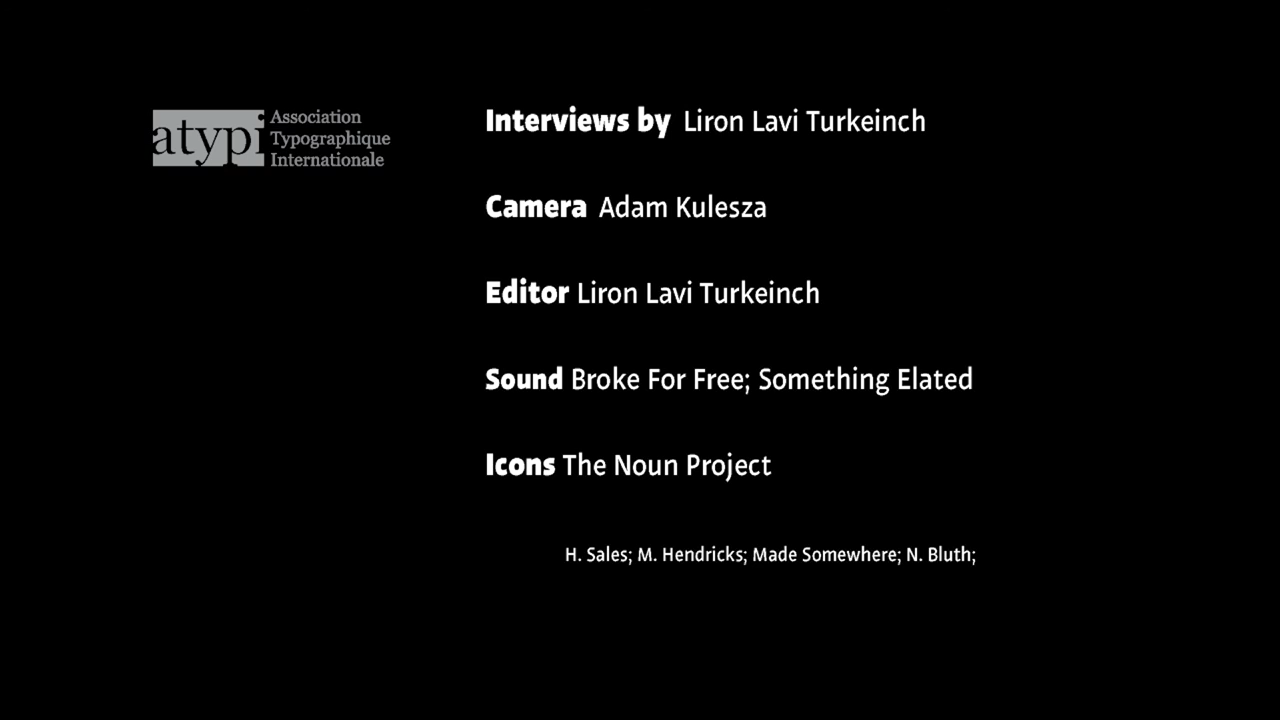 atypi
Association
Typographique
Internationale
Interviews by Liron Lavi Turkeinch
Camera Adam Kulesza
Editor Liron Lavi Turkeinch
Sound Broke For Free; Something Elated
Icons The Noun Project
H. Sales; M. Hendricks; Made Somewhere; N. Bluth;